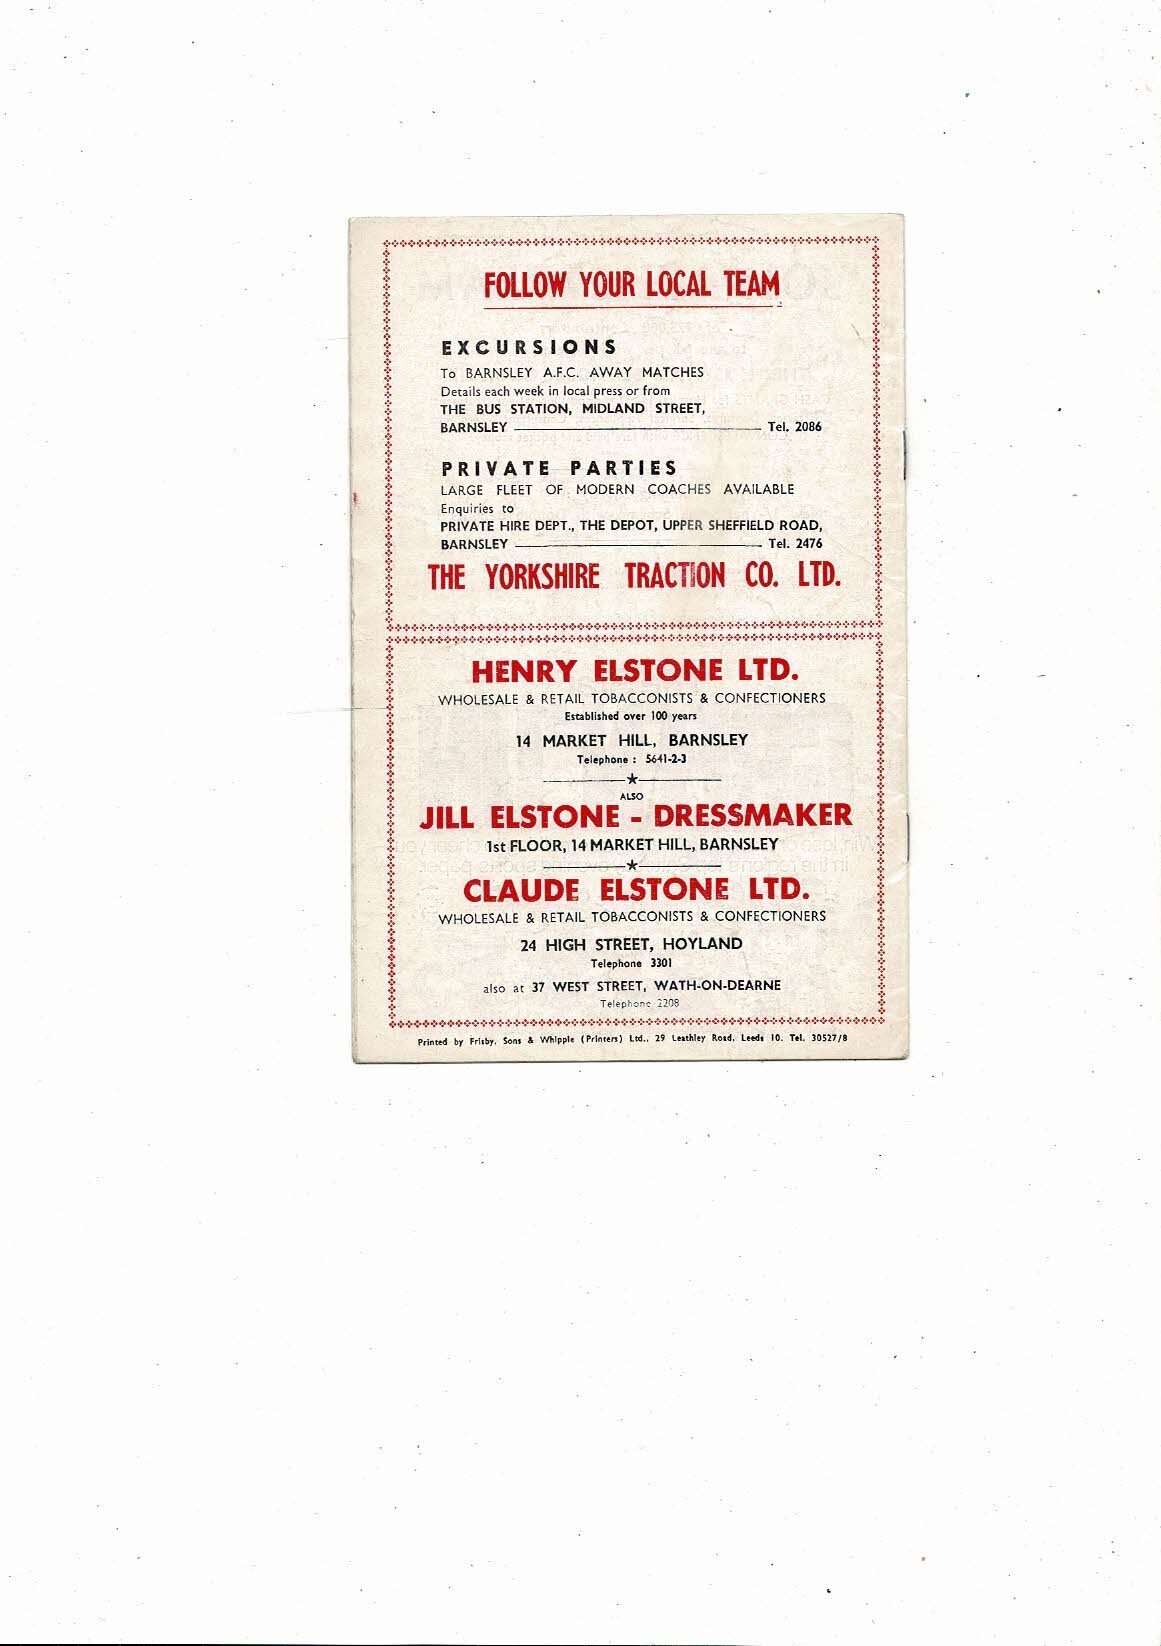 FOLLOW YOUR LOCAL TEAM
EXCURSIONS
To BARNSLEY A.F.C. AWAY MATCHES
Details each week in local press or from
THE BUS STATION, MIDLAND STREET,
BARNSLEY Tel. 2086
PRIVATE PARTIES
LARGE FLEET OF MODERN COACHES AVAILABLE
Enquiries to
PRIVATE HIRE DEPT., THE DEPOT, UPPER SHEFFIELD ROAD,
BARNSLEY Tel. 2476
THE YORKSHIRE TRACTION CO. LTD.
HENRY ELSTONE LTD.
WHOLESALE & RETAIL TOBACCONISTS & CONFECTIONERS
Established over 100 years
14 MARKET HILL, BARNSLEY
Telephone : 5641-2-3
ALSO
JILL ELSTONE - DRESSMAKER
1st FLOOR, 14 MARKET HILL, BARNSLEY
CLAUDE ELSTONE LTD.
WHOLESALE & RETAIL TOBACCONISTS & CONFECTIONERS
24 HIGH STREET, HOYLAND
Telephone 3301
also at 37 WEST STREET, WATH-ON-DEARNE
Telephone 2208
Printed by Frisby, Sons & Whipple (Printers) Ltd., 29 Leathley Road, Leeds 10. Tel. 30527/8